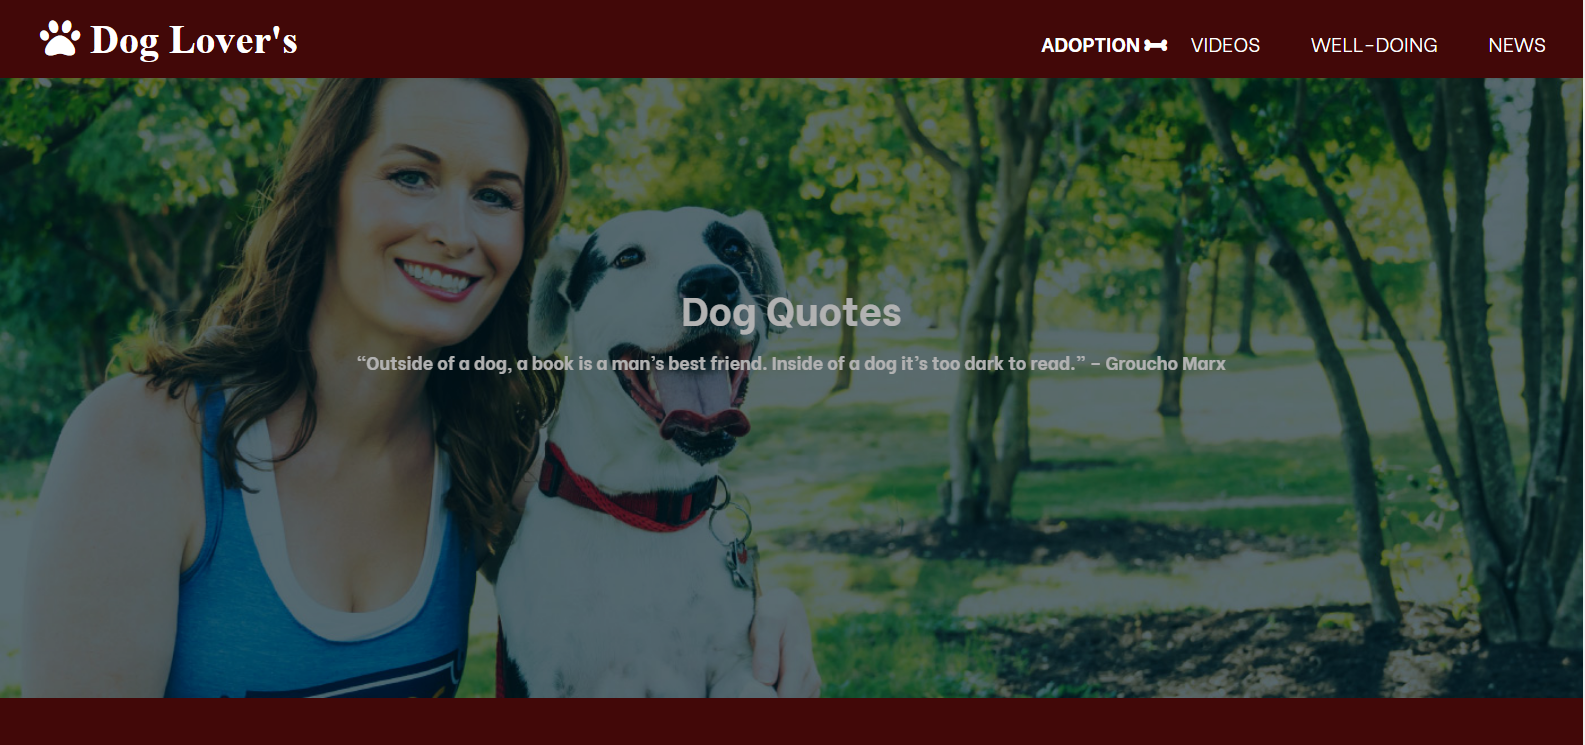 Dog Lover's
ADOPTION
VIDEOS
WELL-DOING
NEWS
Dog Quotes
“Outside of a dog, a book is a man’s best friend. Inside of a dog it’s too dark to read.” – Groucho Marx